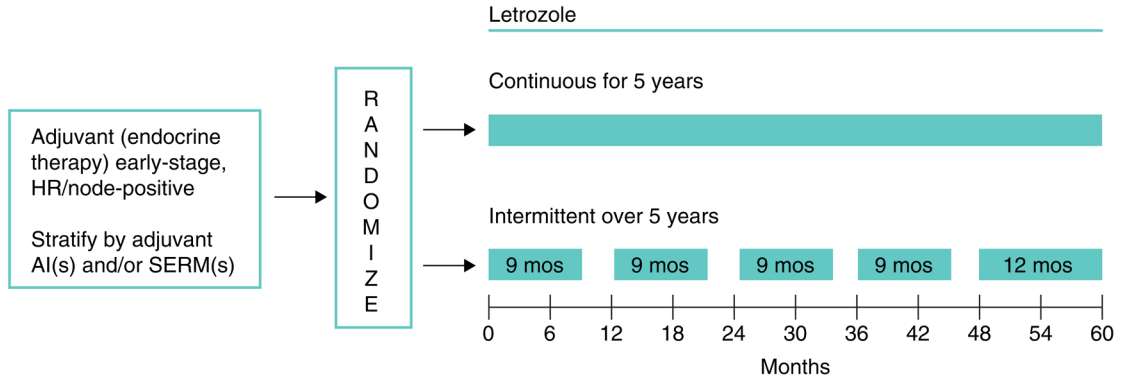 Letrozole
Continuous for 5 years
Adjuvant (endocrine
therapy) early-stage,
HR/node-positive
Stratify by adjuvant
AI(s) and/or SERM(s)
RANDOMIZE
Intermittent over 5 years
9 mos 9 mos 9 mos 9 mos 12 mos
0 6 12 18 24 30 36 42 48 54 60
Months